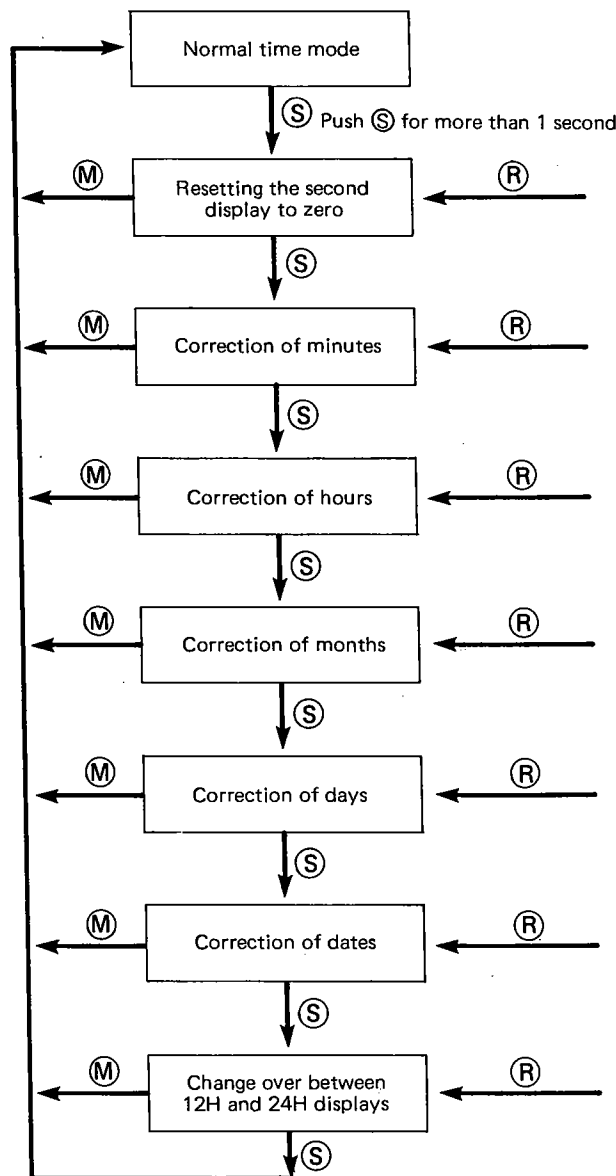 Normal time mode
Ⓢ Push Ⓢ for more than 1 second
Ⓜ
Resetting the second
display to zero
Ⓡ
Ⓢ
Ⓜ
Correction of minutes
Ⓡ
Ⓢ
Ⓜ
Correction of hours
Ⓡ
Ⓢ
Ⓜ
Correction of months
Ⓡ
Ⓢ
Ⓜ
Correction of days
Ⓡ
Ⓢ
Ⓜ
Correction of dates
Ⓡ
Ⓢ
Ⓜ
Change over between
12H and 24H displays
Ⓡ
Ⓢ